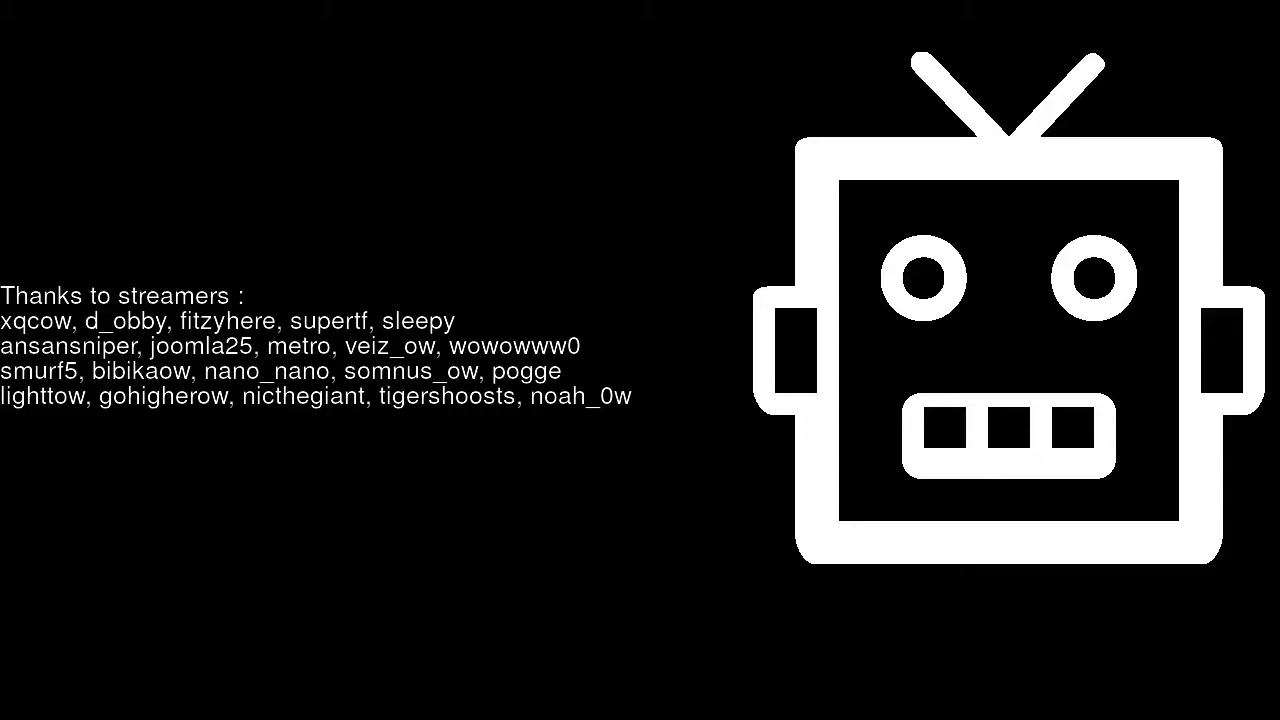 Thanks to streamers :
xqcow, d_obby, fitzyhere, supertf, sleepy
ansansniper, joomla25, metro, veiz_ow, wowowww0
smurf5, bibikaow, nano_nano, somnus_ow, pogge
lighttow, gohigherow, nicthegiant, tigershoosts, noah_0w